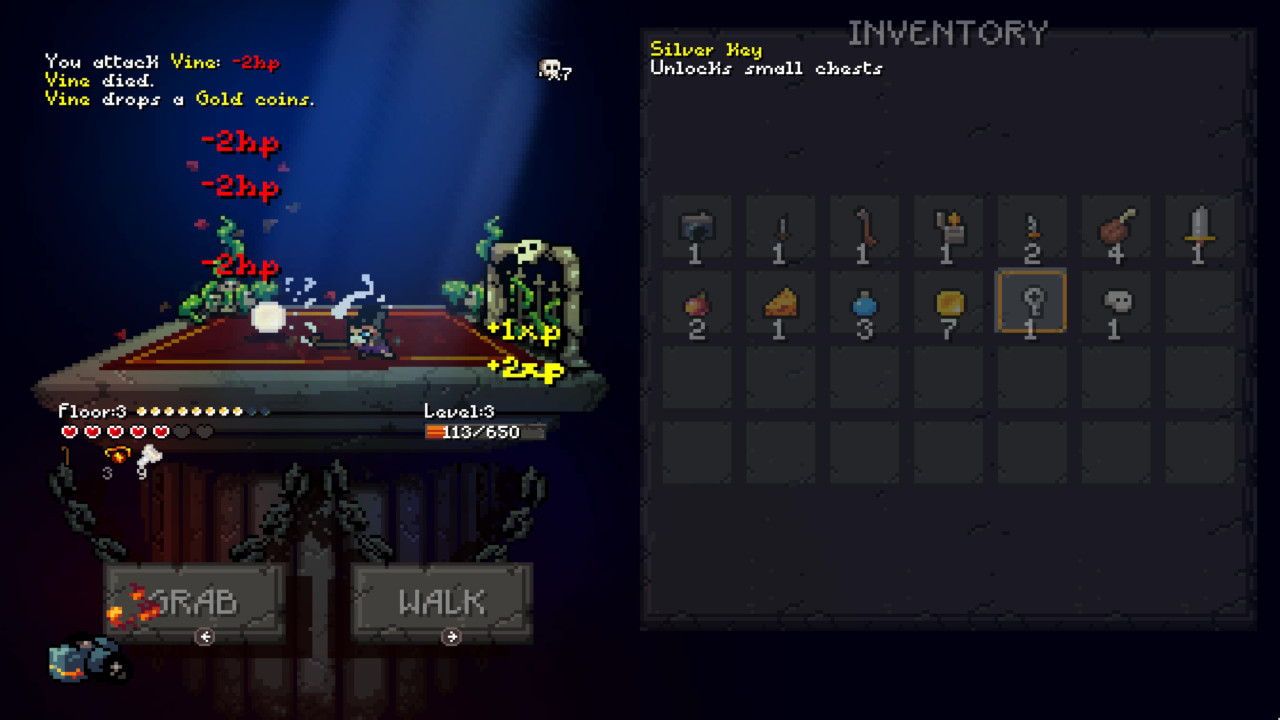 INVENTORY
You attack Vine: -2hp
Vine died.
Vine drops a Gold coins.
7
-2hp
-2hp
-2hp
+1xp
+2xp
Floor:3
Level:3
113/650
3
9
GRAB
WALK
Silver Key
Unlocks small chests
1 1 1 1 2 4 1
2 1 3 7 1 1